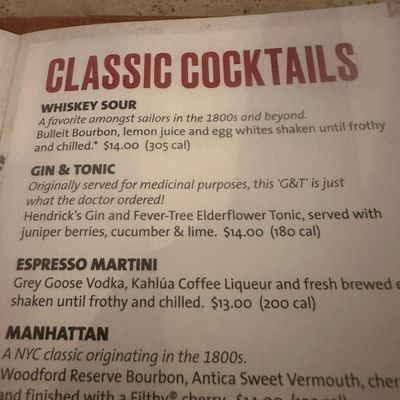 CLASSIC COCKTAILS
WHISKEY SOUR
A favorite amongst sailors in the 1800s and beyond.
Bulleit Bourbon, lemon juice and egg whites shaken until frothy
and chilled.* $14.00 (305 cal)
GIN & TONIC
Originally served for medicinal purposes, this 'G&T' is just
what the doctor ordered!
Hendrick's Gin and Fever-Tree Elderflower Tonic, served with
juniper berries, cucumber & lime. $14.00 (180 cal)
ESPRESSO MARTINI
Grey Goose Vodka, Kahlúa Coffee Liqueur and fresh brewed
shaken until frothy and chilled. $13.00 (200 cal)
MANHATTAN
A NYC classic originating in the 1800s.
Woodford Reserve Bourbon, Antica Sweet Vermouth,
and finished with a Filthy® cherry.